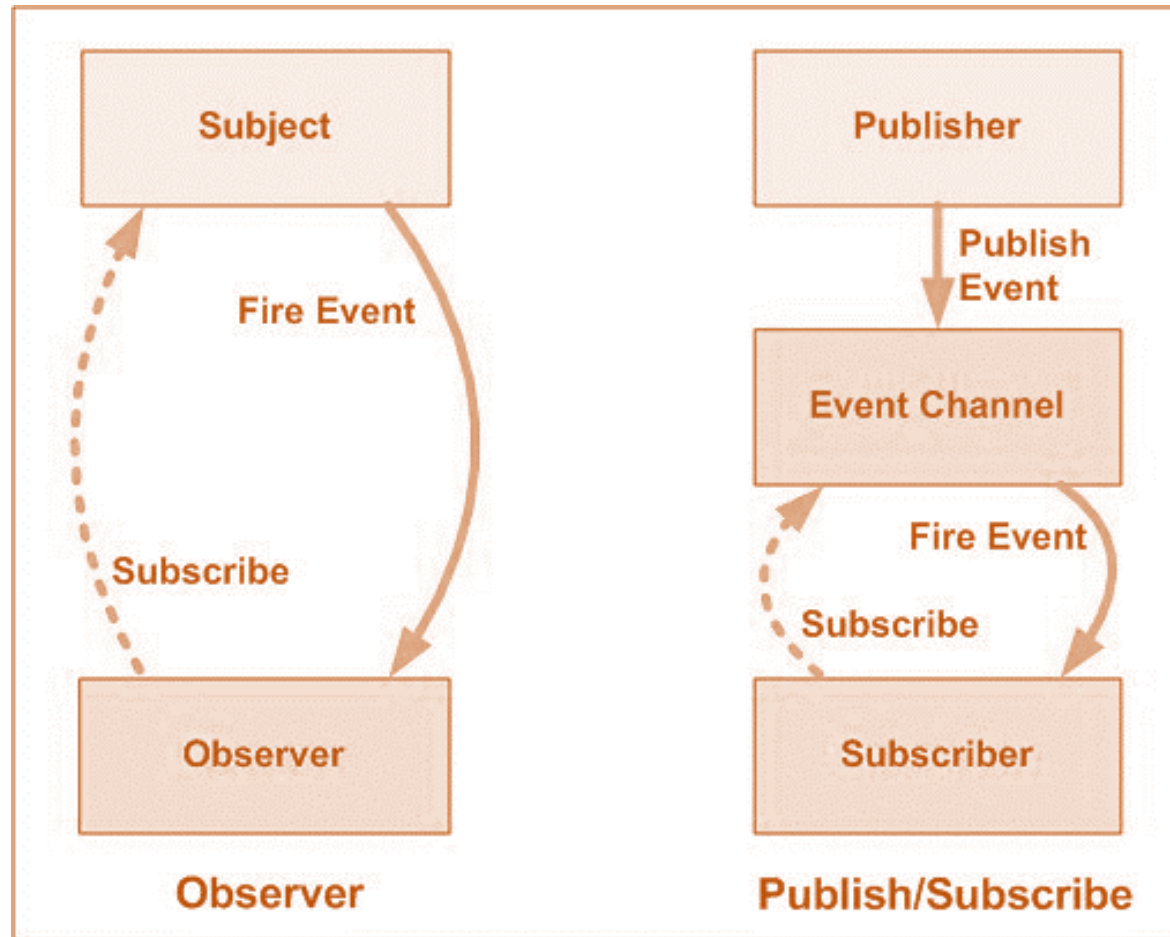 Subject
Fire Event
Subscribe
Observer
Observer
Publisher
Publish
Event
Event Channel
Fire Event
Subscribe
Subscriber
Publish/Subscribe